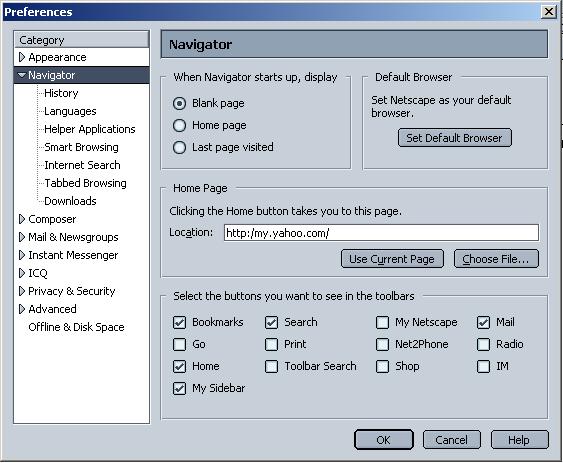 Preferences
Category
Appearance
Navigator
History
Languages
Helper Applications
Smart Browsing
Internet Search
Tabbed Browsing
Downloads
Composer
Mail & Newsgroups
Instant Messenger
ICQ
Privacy & Security
Advanced
Offline & Disk Space
Navigator
When Navigator starts up, display
Blank page
Home page
Last page visited
Default Browser
Set Netscape as your default
browser.
Set Default Browser
Home Page
Clicking the Home button takes you to this page.
Location: http:/my.yahoo.com/
Use Current Page Choose File...
Select the buttons you want to see in the toolbars
Bookmarks Search My Netscape Mail
Go Print Net2Phone Radio
Home Toolbar Search Shop IM
My Sidebar
OK Cancel Help